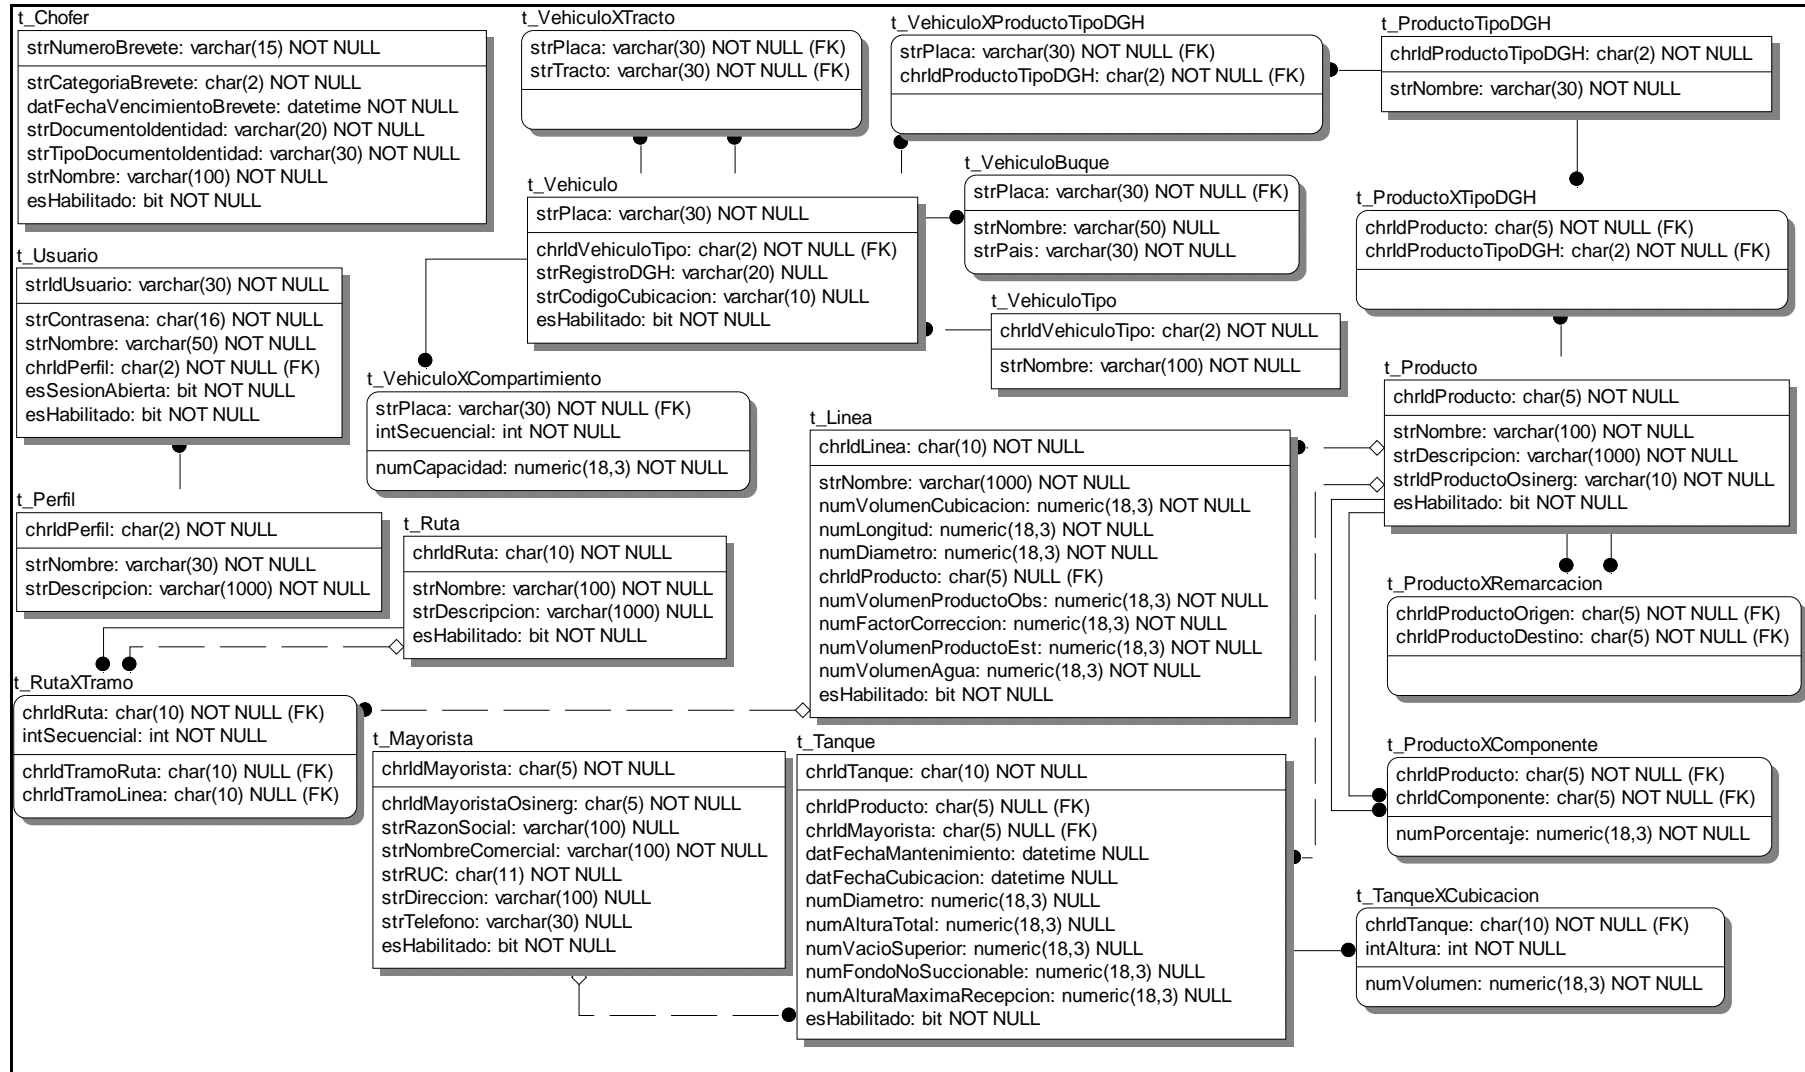 t_Chofer
strNumeroBrevete: varchar(15) NOT NULL
strCategoriaBrevete: char(2) NOT NULL
datFechaVencimientoBrevete: datetime NOT NULL
strDocumentoIdentidad: varchar(20) NOT NULL
strTipoDocumentoIdentidad: varchar(30) NOT NULL
strNombre: varchar(100) NOT NULL
esHabilitado: bit NOT NULL
t_VehiculoXTracto
strPlaca: varchar(30) NOT NULL (FK)
strTracto: varchar(30) NOT NULL (FK)
t_VehiculoXProductoTipoDGH
strPlaca: varchar(30) NOT NULL (FK)
chrIdProductoTipoDGH: char(2) NOT NULL (FK)
t_ProductoTipoDGH
chrIdProductoTipoDGH: char(2) NOT NULL
strNombre: varchar(30) NOT NULL
t_Vehiculo
strPlaca: varchar(30) NOT NULL
chrIdVehiculoTipo: char(2) NOT NULL (FK)
strRegistroDGH: varchar(20) NULL
strCodigoCubicacion: varchar(10) NULL
esHabilitado: bit NOT NULL
t_VehiculoBuque
strPlaca: varchar(30) NOT NULL (FK)
strNombre: varchar(50) NULL
strPais: varchar(30) NOT NULL
t_ProductoXTipoDGH
chrIdProducto: char(5) NOT NULL (FK)
chrIdProductoTipoDGH: char(2) NOT NULL (FK)
t_Usuario
strIdUsuario: varchar(30) NOT NULL
strContrasena: char(16) NOT NULL
strNombre: varchar(50) NOT NULL
chrIdPerfil: char(2) NOT NULL (FK)
esSesionAbierta: bit NOT NULL
esHabilitado: bit NOT NULL
t_VehiculoTipo
chrIdVehiculoTipo: char(2) NOT NULL
strNombre: varchar(100) NOT NULL
t_VehiculoXCompartimiento
strPlaca: varchar(30) NOT NULL (FK)
intSecuencial: int NOT NULL
numCapacidad: numeric(18,3) NOT NULL
t_Linea
chrIdLinea: char(10) NOT NULL
strNombre: varchar(1000) NOT NULL
numVolumenCubicacion: numeric(18,3) NOT NULL
numLongitud: numeric(18,3) NOT NULL
numDiametro: numeric(18,3) NOT NULL
chrIdProducto: char(5) NULL (FK)
numVolumenProductoObs: numeric(18,3) NOT NULL
numFactorCorreccion: numeric(18,3) NOT NULL
numVolumenProductoEst: numeric(18,3) NOT NULL
numVolumenAgua: numeric(18,3) NOT NULL
esHabilitado: bit NOT NULL
t_Producto
chrIdProducto: char(5) NOT NULL
strNombre: varchar(100) NOT NULL
strDescripcion: varchar(1000) NOT NULL
strIdProductoOsinerg: varchar(10) NOT NULL
esHabilitado: bit NOT NULL
t_Perfil
chrIdPerfil: char(2) NOT NULL
strNombre: varchar(30) NOT NULL
strDescripcion: varchar(1000) NOT NULL
t_Ruta
chrIdRuta: char(10) NOT NULL
strNombre: varchar(100) NOT NULL
strDescripcion: varchar(1000) NULL
esHabilitado: bit NOT NULL
t_ProductoXRemarcacion
chrIdProductoOrigen: char(5) NOT NULL (FK)
chrIdProductoDestino: char(5) NOT NULL (FK)
t_RutaXTramo
chrIdRuta: char(10) NOT NULL (FK)
intSecuencial: int NOT NULL
chrIdTramoRuta: char(10) NULL (FK)
chrIdTramoLinea: char(10) NULL (FK)
t_Mayorista
chrIdMayorista: char(5) NOT NULL
chrIdMayoristaOsinerg: char(5) NOT NULL
strRazonSocial: varchar(100) NULL
strNombreComercial: varchar(100) NOT NULL
strRUC: char(11) NOT NULL
strDireccion: varchar(100) NULL
strTelefono: varchar(30) NULL
esHabilitado: bit NOT NULL
t_Tanque
chrIdTanque: char(10) NOT NULL
chrIdProducto: char(5) NULL (FK)
chrIdMayorista: char(5) NULL (FK)
datFechaMantenimiento: datetime NULL
datFechaCubicacion: datetime NULL
numDiametro: numeric(18,3) NULL
numAlturaTotal: numeric(18,3) NULL
numVacioSuperior: numeric(18,3) NULL
numFondoNoSuccionable: numeric(18,3) NULL
numAlturaMaximaRecepcion: numeric(18,3) NULL
esHabilitado: bit NOT NULL
t_ProductoXComponente
chrIdProducto: char(5) NOT NULL (FK)
chrIdComponente: char(5) NOT NULL (FK)
numPorcentaje: numeric(18,3) NOT NULL
t_TanqueXCubicacion
chrIdTanque: char(10) NOT NULL (FK)
intAltura: int NOT NULL
numVolumen: numeric(18,3) NOT NULL